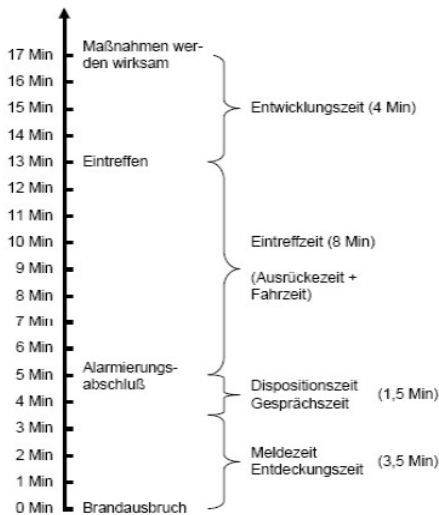 17 Min
Maßnahmen wer-
den wirksam
16 Min
15 Min
Entwicklungszeit (4 Min)
14 Min
13 Min
Eintreffen
12 Min
11 Min
10 Min
Eintreffzeit (8 Min)
9 Min
(Ausrückezeit +
Fahrzeit)
8 Min
7 Min
6 Min
5 Min
Alarmierungs-
abschluß
Dispositionszeit
Gesprächszeit
(1,5 Min)
4 Min
3 Min
2 Min
Meldezeit
Entdeckungszeit
(3,5 Min)
1 Min
0 Min
Brandausbruch